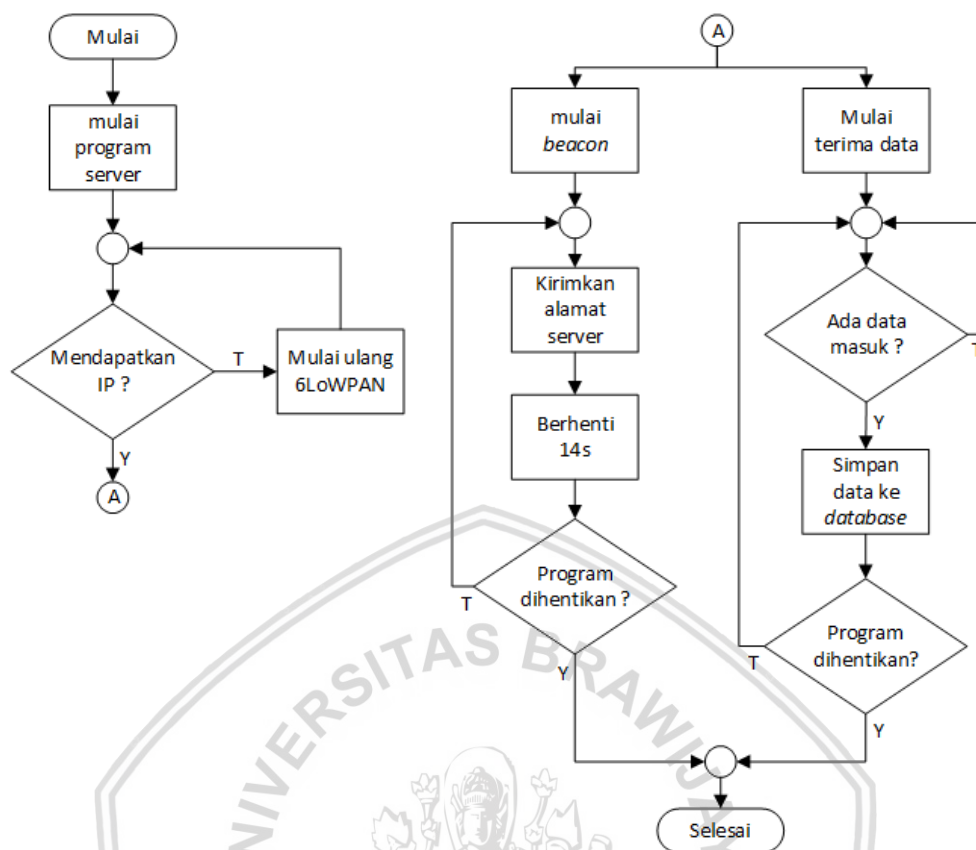 Mulai
mulai
program
server
Mendapatkan
IP ?
T
Mulai ulang
6LoWPAN
Y
A
A
mulai
beacon
Kirimkan
alamat
server
Berhenti
14s
Program
dihentikan ?
T
Y
Mulai
terima data
Ada data
masuk ?
T
Y
Simpan
data ke
database
Program
dihentikan?
T
Y
Selesai
UNIVERSITAS BRAWIJAYA